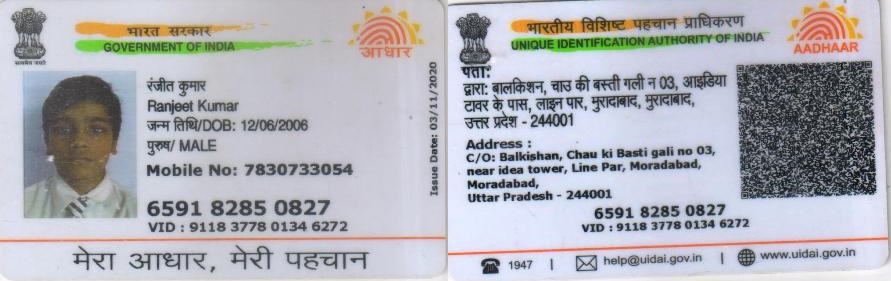 भारत सरकार
GOVERNMENT OF INDIA
सत्यमेव जयते
आधार
रंजीत कुमार
Ranjeet Kumar
जन्म तिथि/DOB: 12/06/2006
पुरुष/ MALE
Mobile No: 7830733054
Issue Date: 03/11/2020
6591 8285 0827
VID : 9118 3778 0134 6272
मेरा आधार, मेरी पहचान
भारतीय विशिष्ट पहचान प्राधिकरण
UNIQUE IDENTIFICATION AUTHORITY OF INDIA
AADHAAR
पता:
द्वारा: बालकिशन, चाउ की बस्ती गली न 03, आइडिया
टावर के पास, लाइन पार, मुरादाबाद, मुरादाबाद,
उत्तर प्रदेश - 244001
Address :
C/O: Balkishan, Chau ki Basti gali no 03,
near idea tower, Line Par, Moradabad,
Moradabad,
Uttar Pradesh - 244001
6591 8285 0827
VID : 9118 3778 0134 6272
1947 | help@uidai.gov.in | www.uidai.gov.in